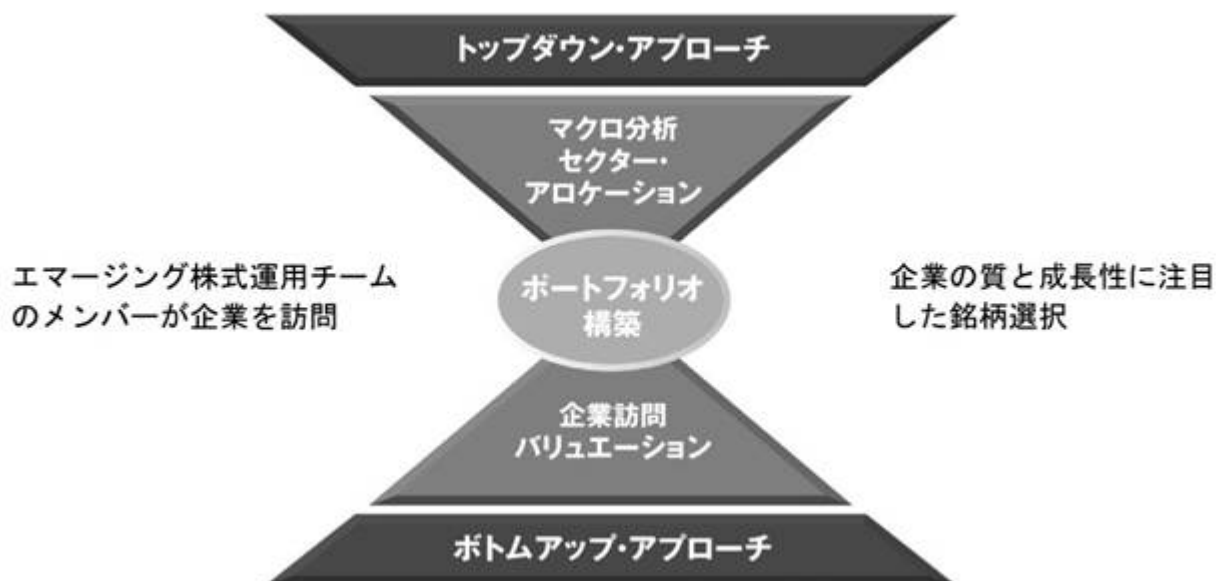 トップダウン・アプローチ
マクロ分析
セクター・
アロケーション
エマージング株式運用チーム
のメンバーが企業を訪問
ポートフォリオ
構築
企業の質と成長性に注目
した銘柄選択
企業訪問
バリュエーション
ボトムアップ・アプローチ